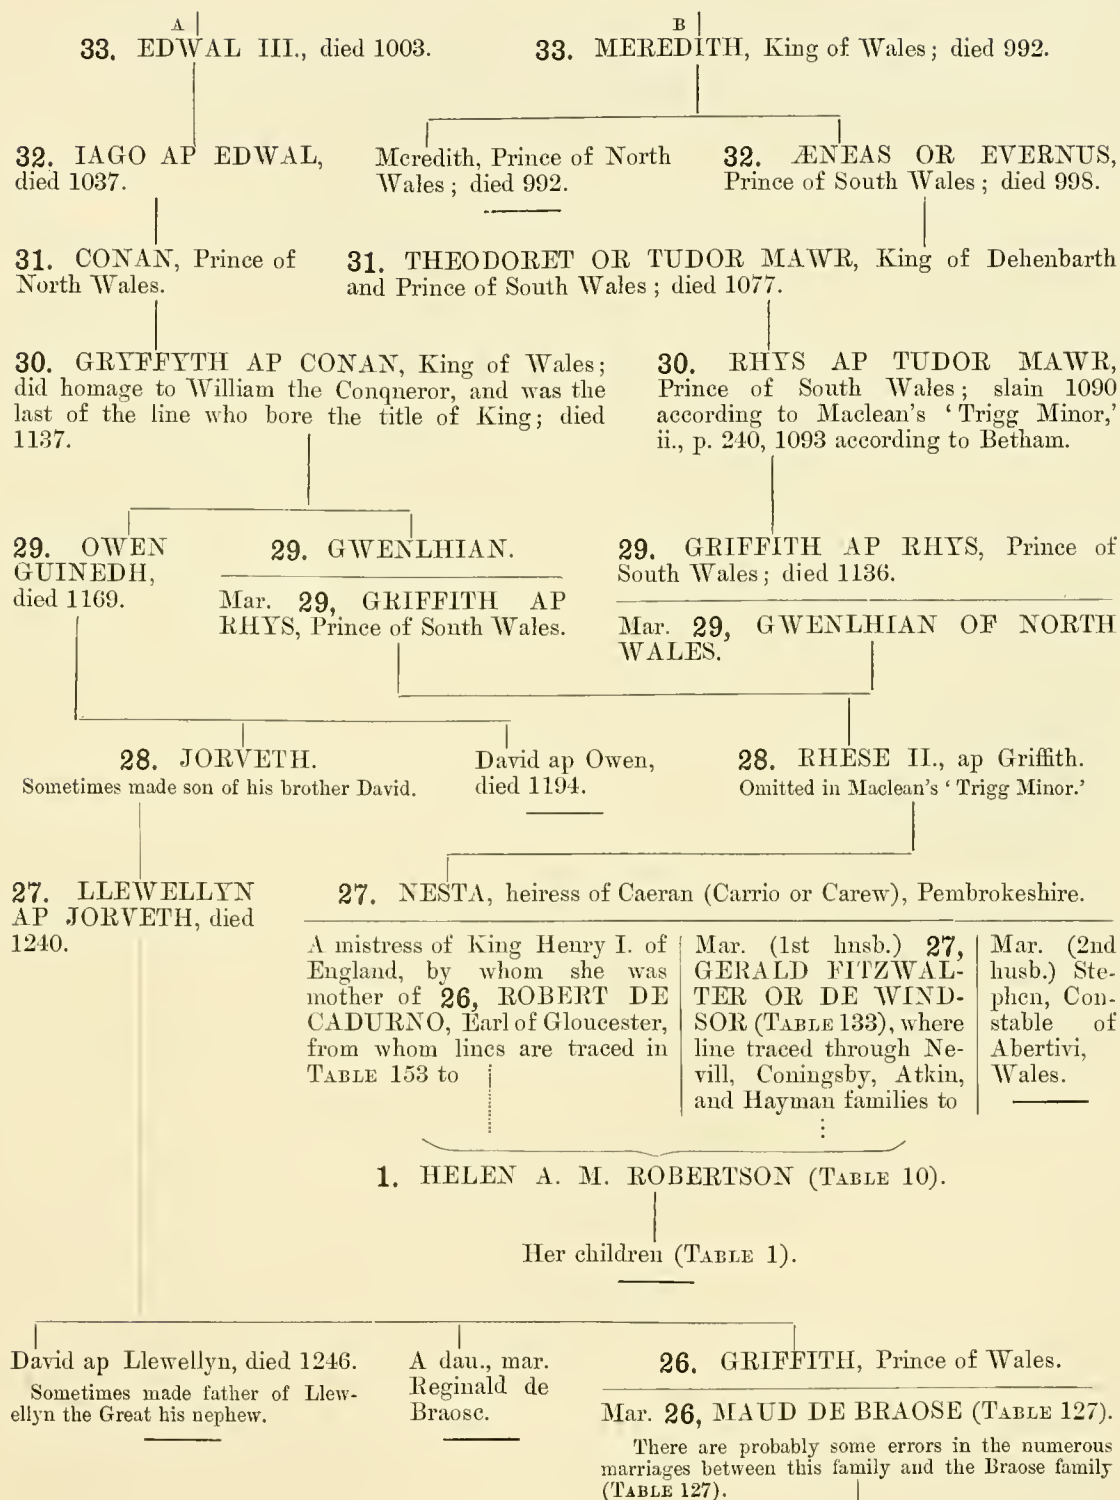 A
B
33. EDWAL III., died 1003.
33. MEREDITH, King of Wales; died 992.
32. IAGO AP EDWAL,
died 1037.
Meredith, Prince of North
Wales; died 992.
32. ÆNEAS OR EVERNUS,
Prince of South Wales; died 998.
31. CONAN, Prince of
North Wales.
31. THEODORET OR TUDOR MAWR, King of Dehenbarth
and Prince of South Wales; died 1077.
30. GRYFFYTH AP CONAN, King of Wales;
did homage to William the Conqueror, and was the
last of the line who bore the title of King; died
1137.
30. RHYS AP TUDOR MAWR,
Prince of South Wales; slain 1090
according to Maclean's 'Trigg Minor,'
ii., p. 240, 1093 according to Betham.
29. OWEN
GUINEDH,
died 1169.
29. GWENLHIAN.
Mar. 29, GRIFFITH AP
RHYS, Prince of South Wales.
29. GRIFFITH AP RHYS, Prince of
South Wales; died 1136.
Mar. 29, GWENLHIAN OF NORTH
WALES.
28. JORVETH.
Sometimes made son of his brother David.
David ap Owen,
died 1194.
28. RHESE II., ap Griffith.
Omitted in Maclean's 'Trigg Minor.'
27. LLEWELLYN
AP JORVETH, died
1240.
27. NESTA, heiress of Caeran (Carrio or Carew), Pembrokeshire.
A mistress of King Henry I. of
England, by whom she was
mother of 26, ROBERT DE
CADURNO, Earl of Gloucester,
from whom lines are traced in
TABLE 153 to
Mar. (1st husb.) 27,
GERALD FITZWAL-
TER OR DE WIND-
SOR (TABLE 133), where
line traced through Ne-
vill, Coningsby, Atkin,
and Hayman families to
Mar. (2nd
husb.) Ste-
phen, Con-
stable of
Abertivi,
Wales.
1. HELEN A. M. ROBERTSON (TABLE 10).
Her children (TABLE 1).
David ap Llewellyn, died 1246.
Sometimes made father of Llew-
ellyn the Great his nephew.
A dau., mar.
Reginald de
Braose.
26. GRIFFITH, Prince of Wales.
Mar. 26, MAUD DE BRAOSE (TABLE 127).
There are probably some errors in the numerous
marriages between this family and the Braose family
(TABLE 127).